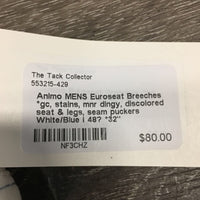 The Tack Collector
553215-429
Animo MENS Euroseat Breeches
*gc, stains, mnr dingy, discolored
seat & legs, seam puckers
White/Blue i 48? *32"
NF3CHZ
$80.00